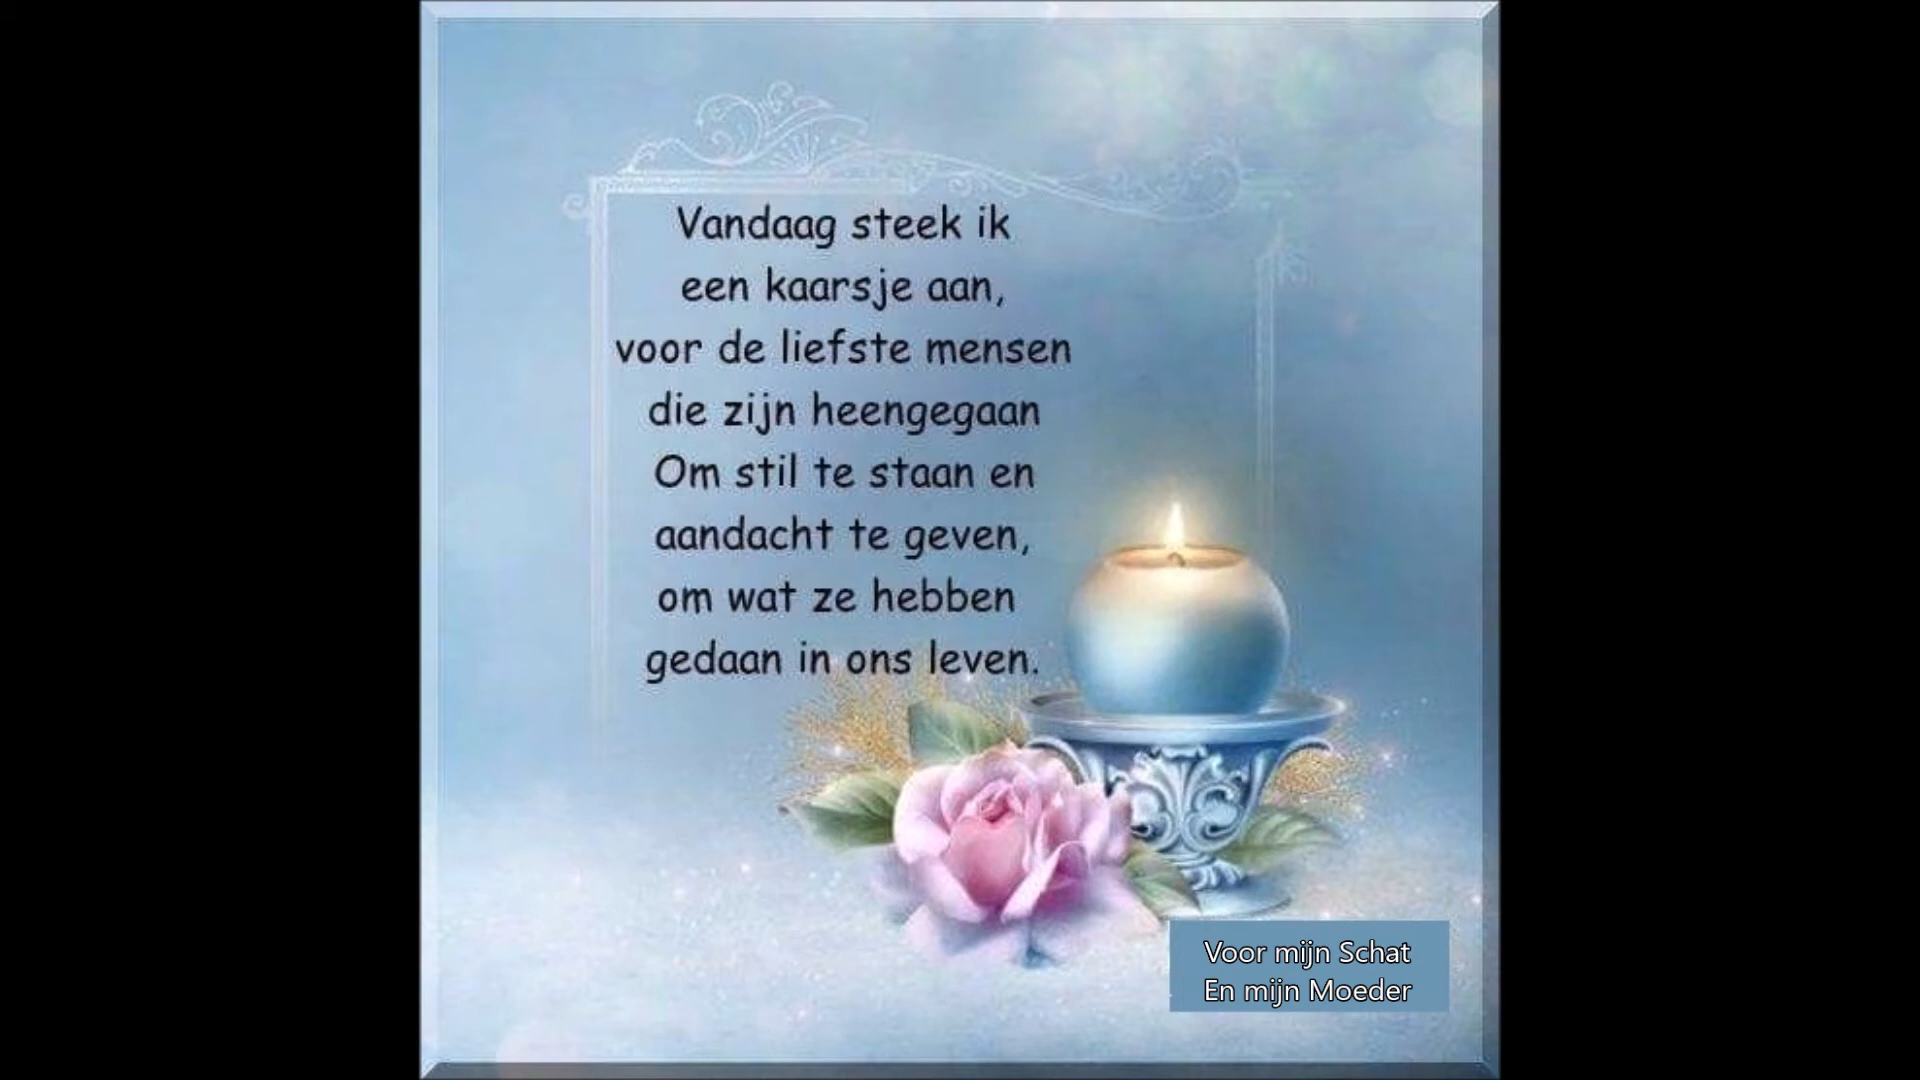 Vandaag steek ik
een kaarsje aan,
voor de liefste mensen
die zijn heengegaan
Om stil te staan en
aandacht te geven,
om wat ze hebben
gedaan in ons leven.
Voor mijn Schat
En mijn Moeder